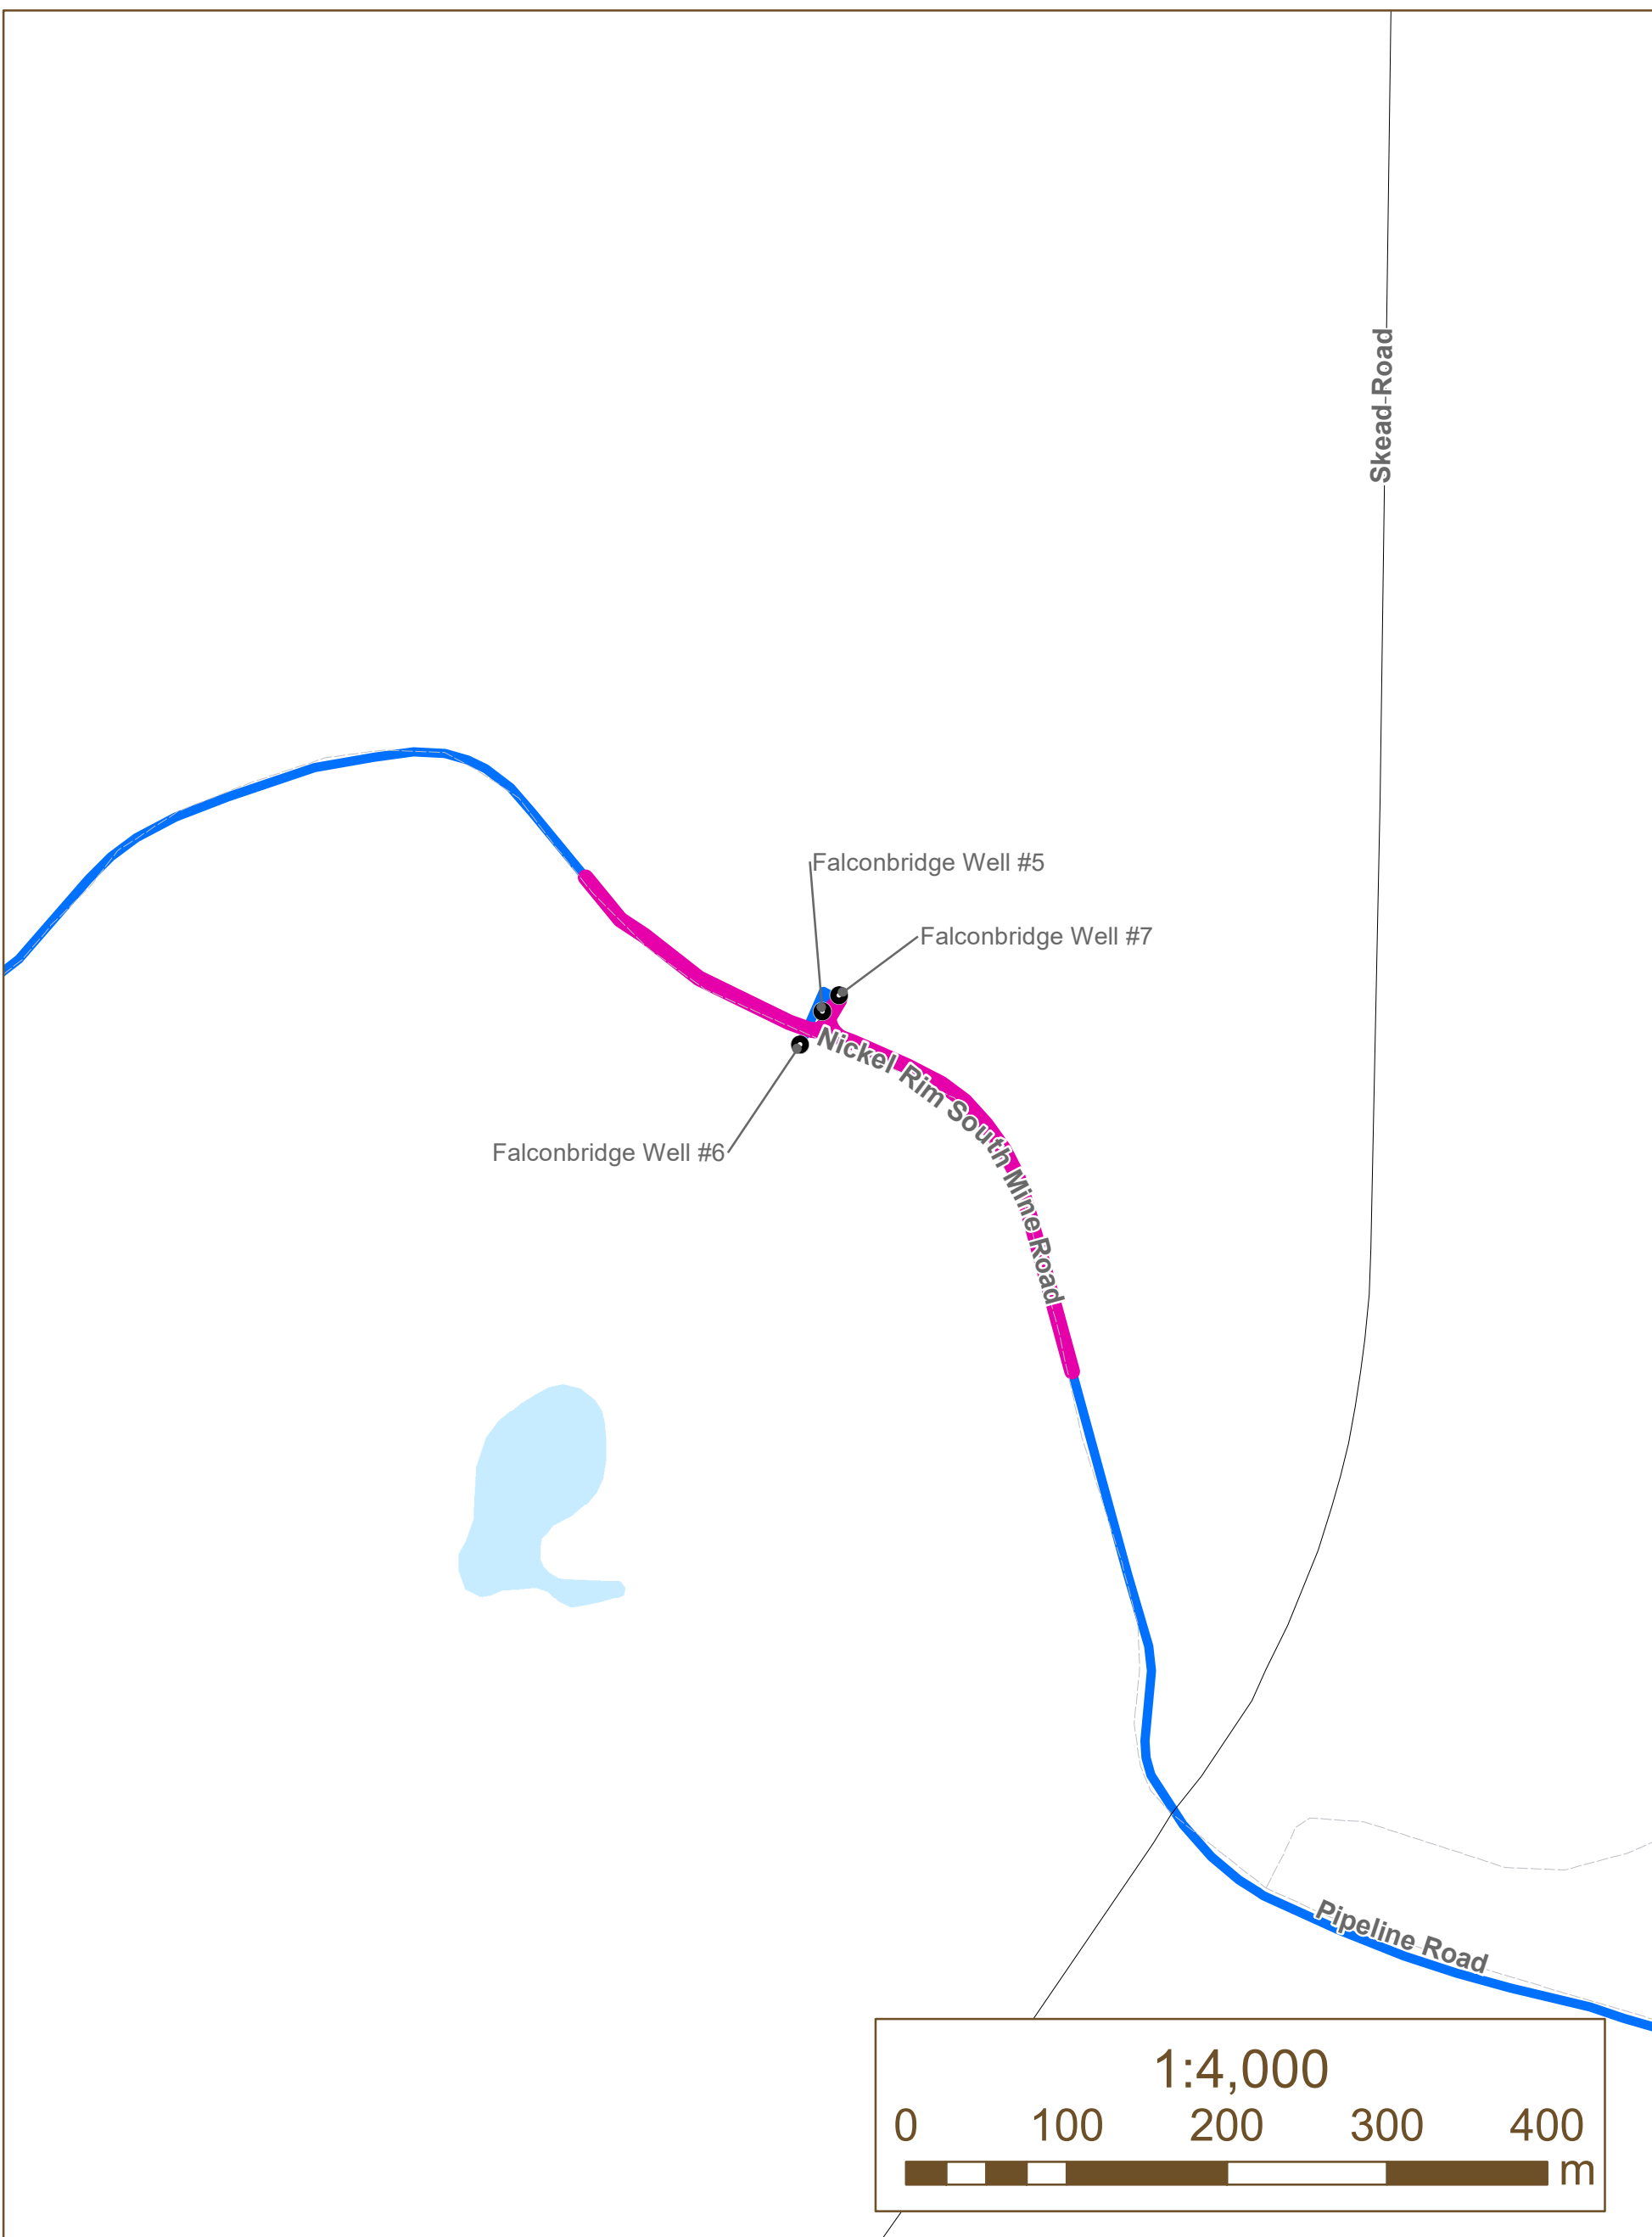 Skead Road
Falconbridge Well #5
Falconbridge Well #7
Nickel Rim South Mine Road
Falconbridge Well #6
Pipeline Road
1:4,000
0 100 200 300 400
m